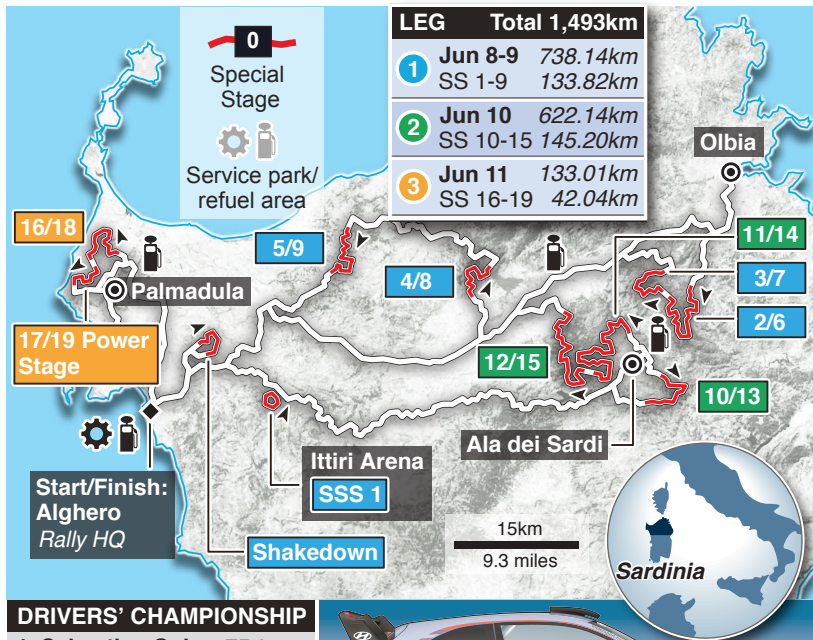 0
Special
Stage
Service park/
refuel area
LEG Total 1,493km
1 Jun 8-9 738.14km
SS 1-9 133.82km
2 Jun 10 622.14km
SS 10-15 145.20km
3 Jun 11 133.01km
SS 16-19 42.04km
Olbia
16/18
5/9
4/8
11/14
3/7
2/6
Palmadula
17/19 Power
Stage
12/15
10/13
Ala dei Sardi
Ittiri Arena
SSS 1
Start/Finish:
Alghero
Rally HQ
Shakedown
15km
9.3 miles
Sardinia
DRIVERS' CHAMPIONSHIP